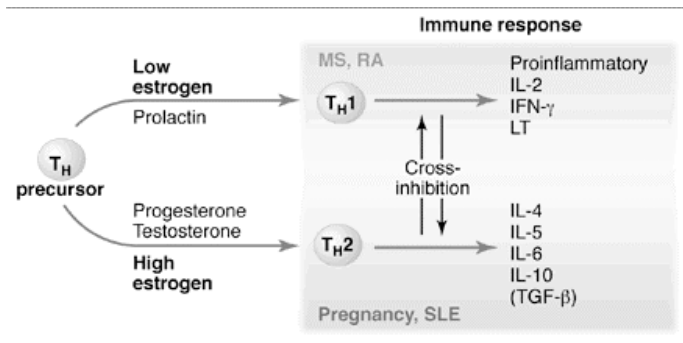 Immune response
MS, RA
Low
estrogen
Prolactin
TH1
Proinflammatory
IL-2
IFN-γ
LT
TH
precursor
Cross-
inhibition
Progesterone
Testosterone
High
estrogen
TH2
IL-4
IL-5
IL-6
IL-10
(TGF-β)
Pregnancy, SLE